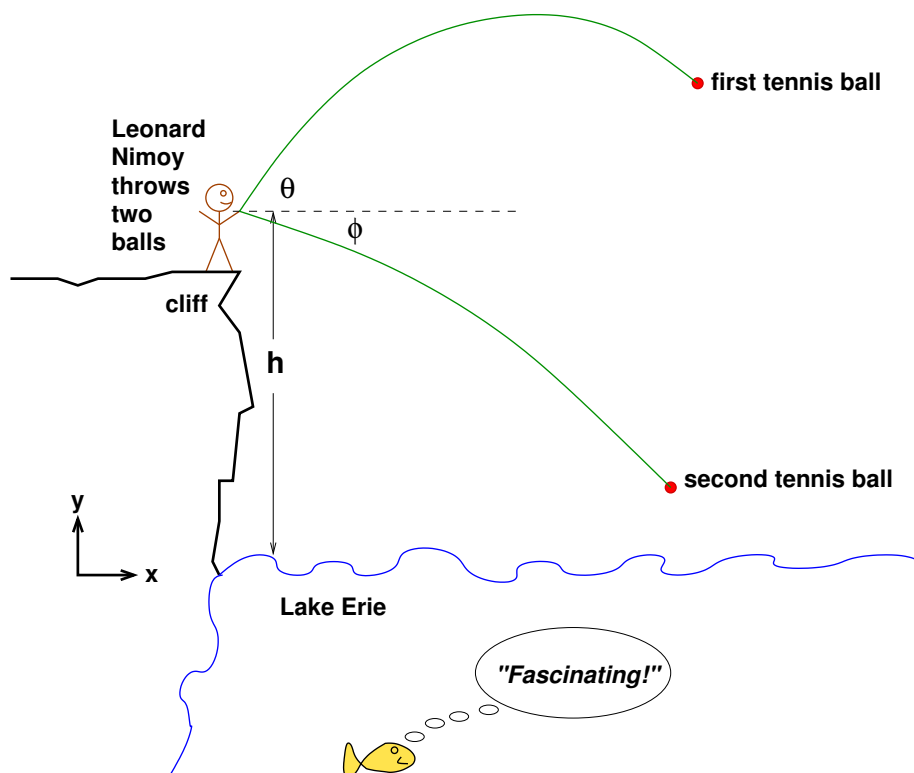 first tennis ball
Leonard
Nimoy
throws
two
balls
θ
ϕ
cliff
h
second tennis ball
y
x
Lake Erie
"Fascinating!"